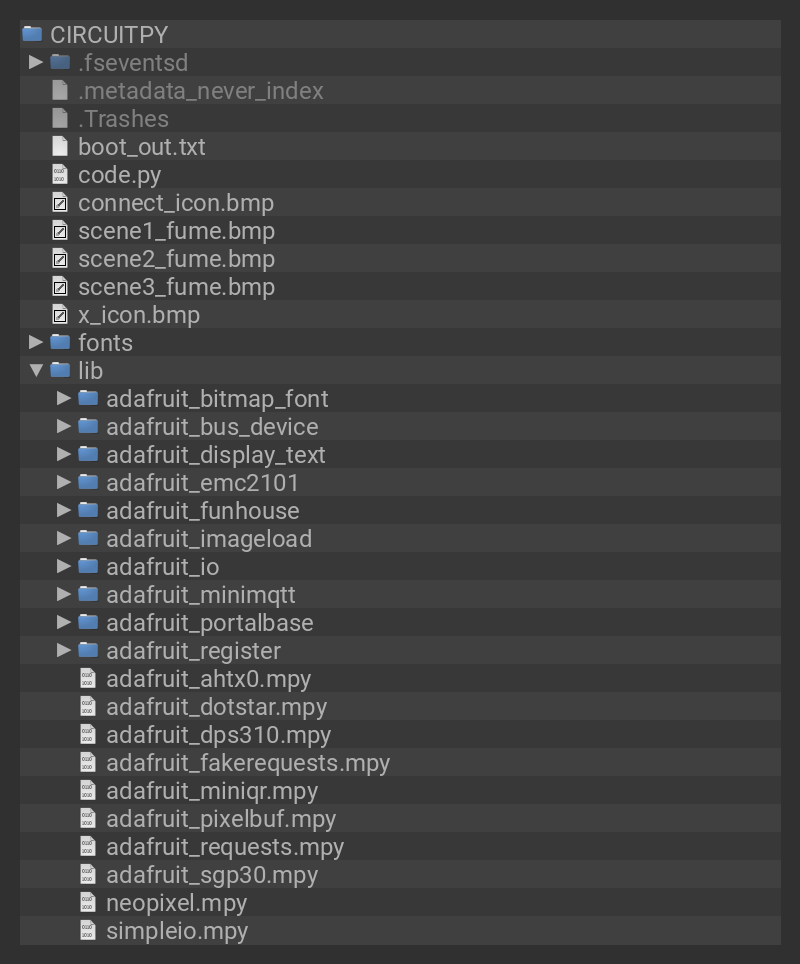 CIRCUITPY
.fseventsd
.metadata_never_index
.Trashes
boot_out.txt
code.py
connect_icon.bmp
scene1_fume.bmp
scene2_fume.bmp
scene3_fume.bmp
x_icon.bmp
fonts
lib
adafruit_bitmap_font
adafruit_bus_device
adafruit_display_text
adafruit_emc2101
adafruit_funhouse
adafruit_imageload
adafruit_io
adafruit_minimqtt
adafruit_portalbase
adafruit_register
adafruit_ahtx0.mpy
adafruit_dotstar.mpy
adafruit_dps310.mpy
adafruit_fakerequests.mpy
adafruit_miniqr.mpy
adafruit_pixelbuf.mpy
adafruit_requests.mpy
adafruit_sgp30.mpy
neopixel.mpy
simpleio.mpy